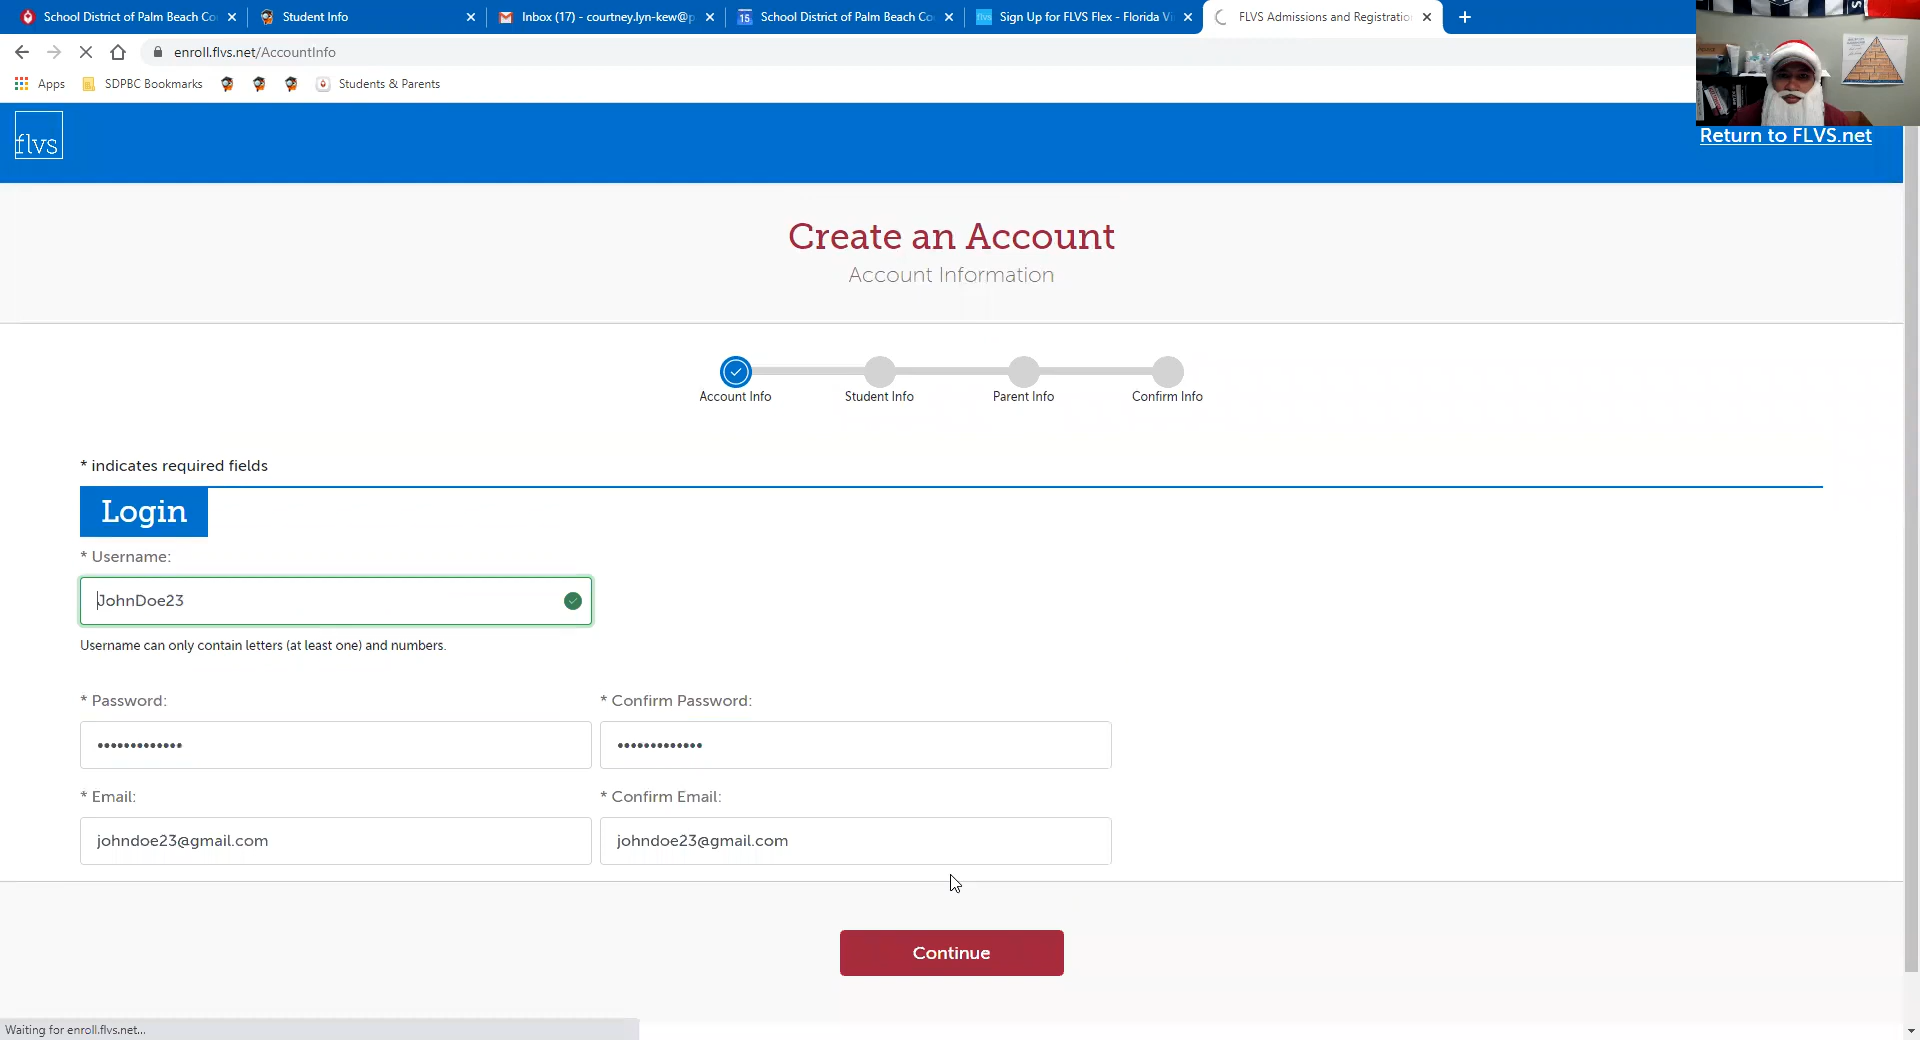 School District of Palm Beach Co
Student Info
Inbox (17) - courtney.lyn-kew@p
15
School District of Palm Beach Co
flvs
Sign Up for FLVS Flex - Florida Vi
FLVS Admissions and Registratio
enroll.flvs.net/AccountInfo
Apps
SDPBC Bookmarks
Students & Parents
flvs
Return to FLVS.net
Create an Account
Account Information
Account Info
Student Info
Parent Info
Confirm Info
* indicates required fields
Login
* Username:
JohnDoe23
Username can only contain letters (at least one) and numbers.
* Password:
* Confirm Password:
•••••••••••••
•••••••••••••
* Email:
* Confirm Email:
johndoe23@gmail.com
johndoe23@gmail.com
Continue
Waiting for enroll.flvs.net...